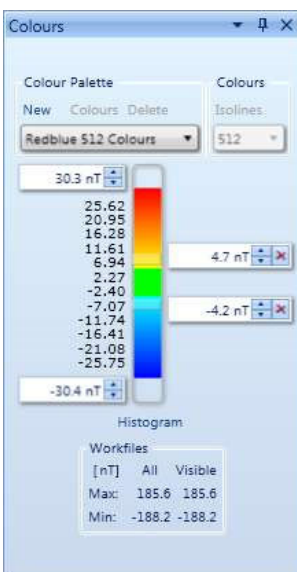 Colours
Colour Palette Colours
New Colours Delete Isolines
Redblue 512 Colours 512
30.3 nT
25.62
20.95
16.28
11.61
6.94
4.7 nT
2.27
-2.40
-7.07
-4.2 nT
-11.74
-16.41
-21.08
-25.75
-30.4 nT
Histogram
Workfiles
[nT] All Visible
Max: 185.6 185.6
Min: -188.2 -188.2